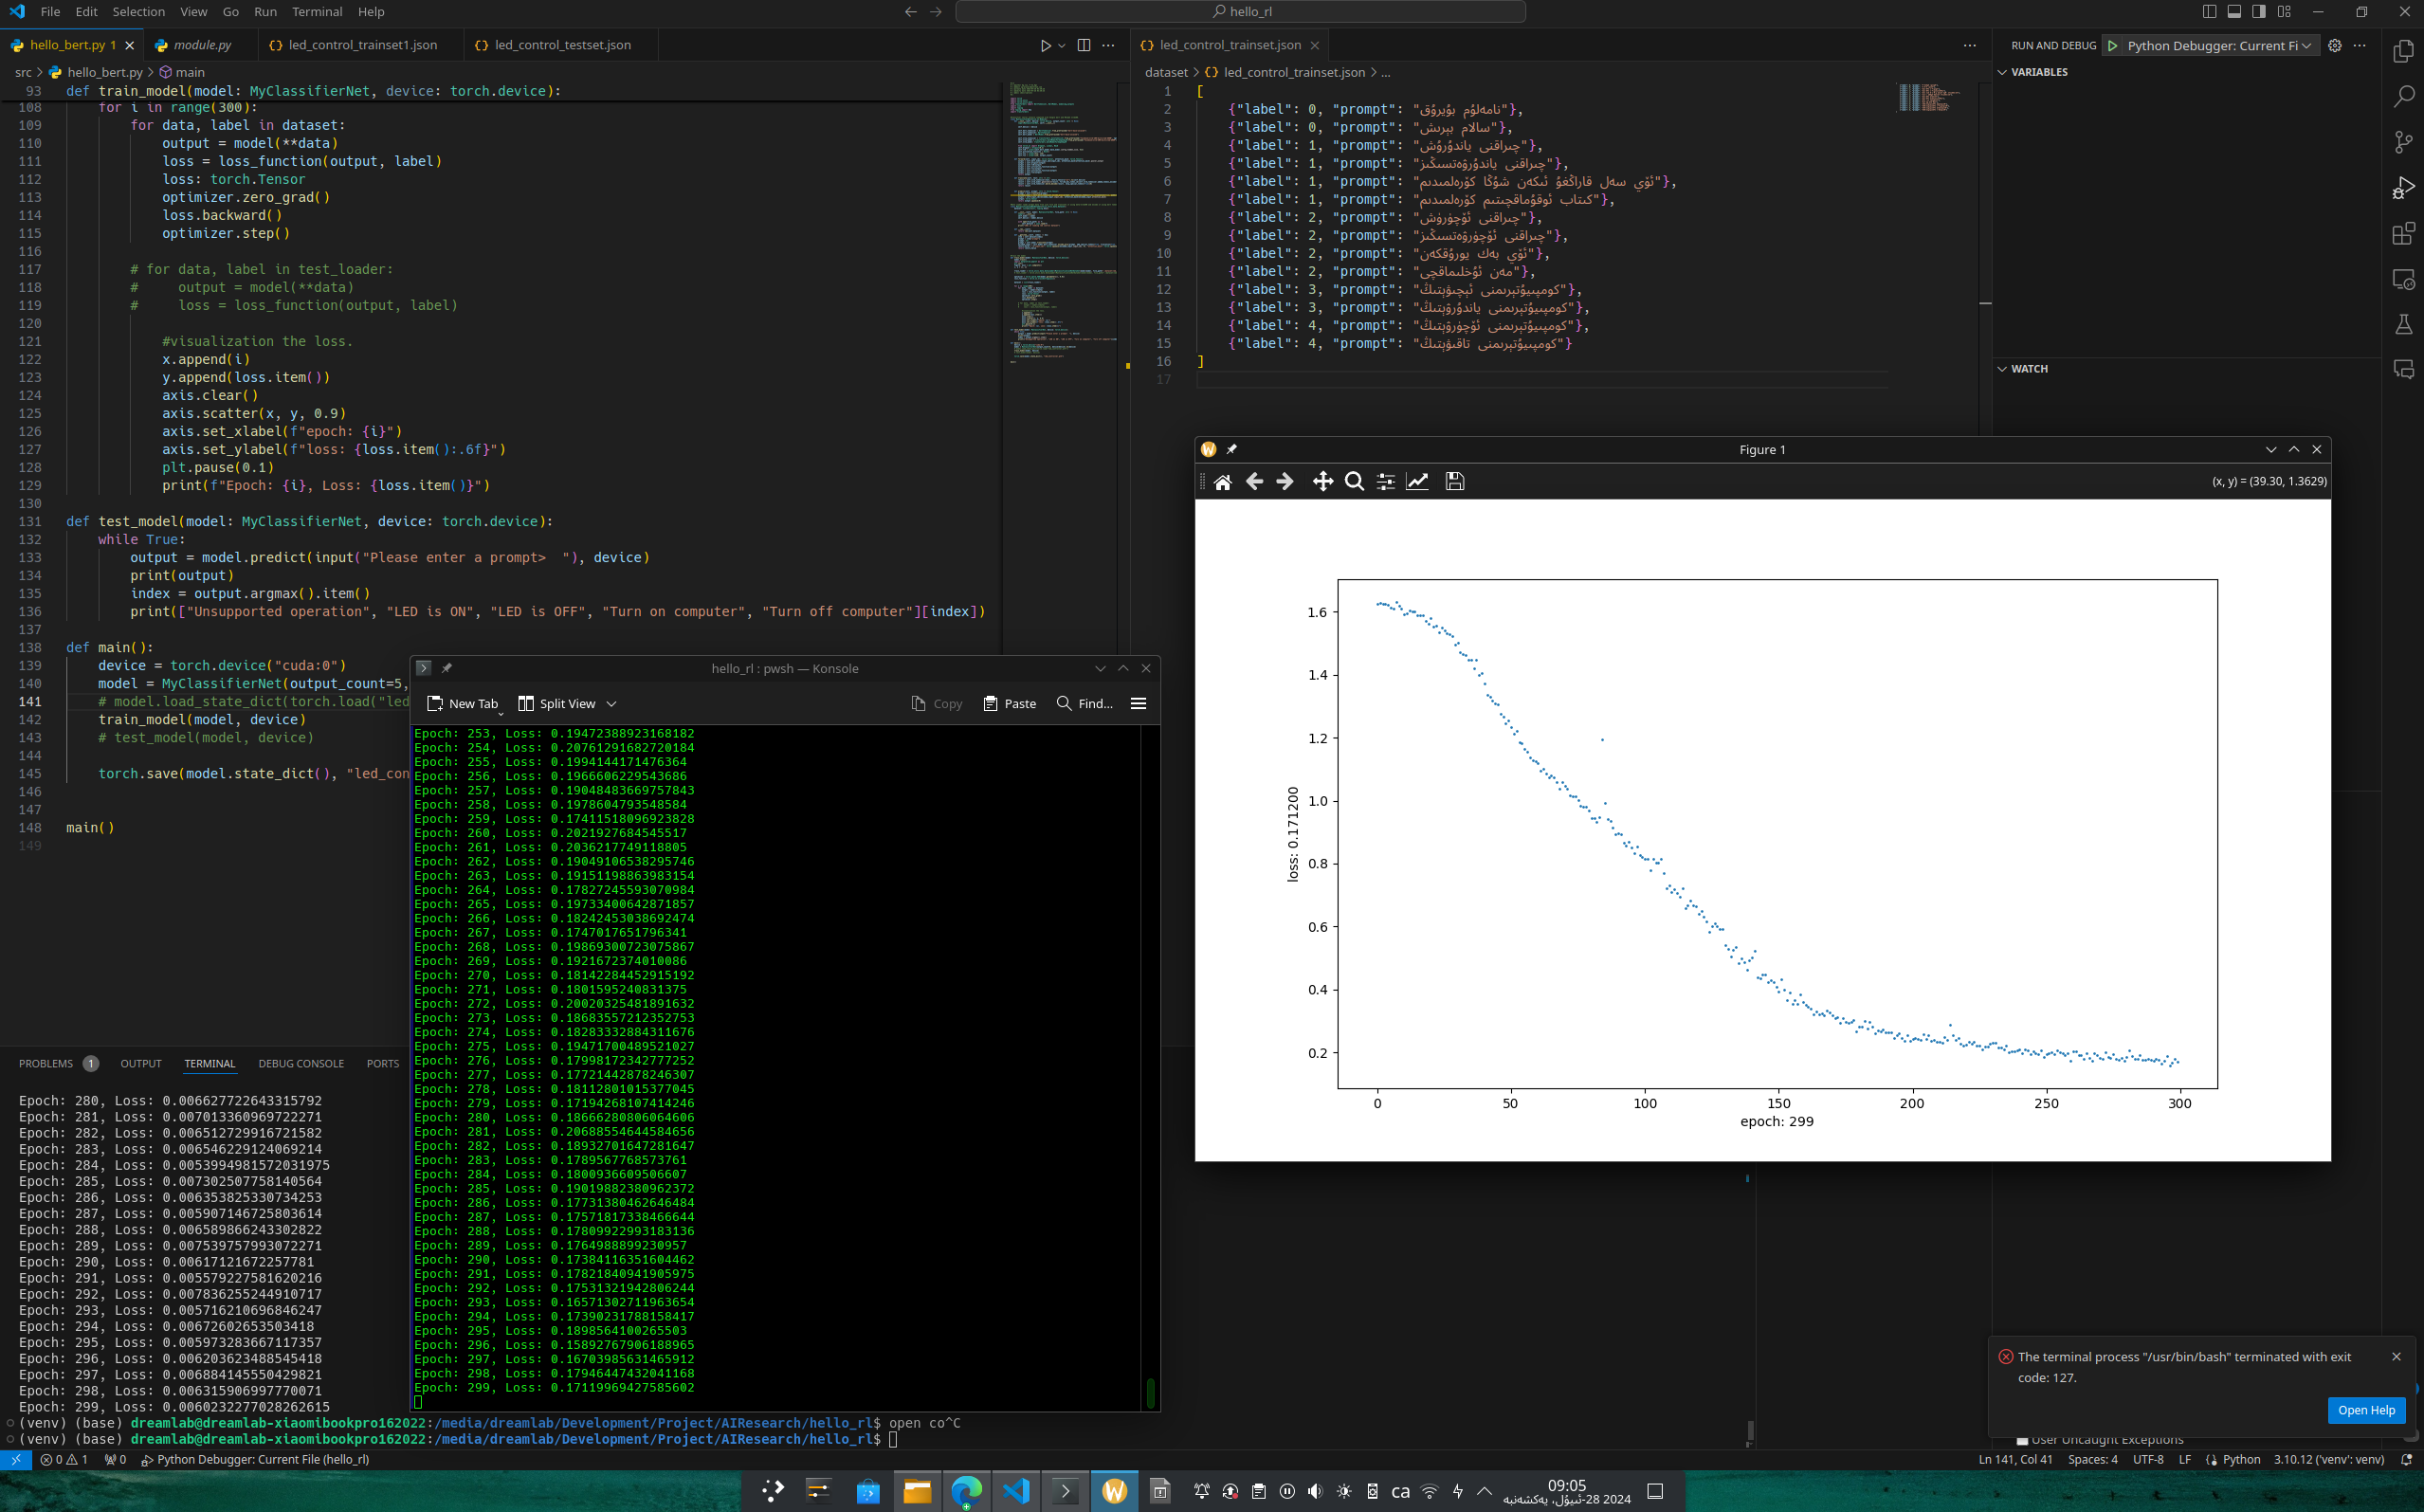 File Edit Selection View Go Run Terminal Help
hello_rl
hello_bert.py 1
module.py
led_control_trainset1.json
led_control_testset.json
src > hello_bert.py > main
93 def train_model(model: MyClassifierNet, device: torch.device):
108 for i in range(300):
109 for data, label in dataset:
110 output = model(**data)
111 loss = loss_function(output, label)
112 loss: torch.Tensor
113 optimizer.zero_grad()
114 loss.backward()
115 optimizer.step()
116
117 # for data, label in test_loader:
118 #     output = model(**data)
119 #     loss = loss_function(output, label)
120
121 #visualization the loss.
122 x.append(i)
123 y.append(loss.item())
124 axis.clear()
125 axis.scatter(x, y, 0.9)
126 axis.set_xlabel(f"epoch: {i}")
127 axis.set_ylabel(f"loss: {loss.item():.6f}")
128 plt.pause(0.1)
129 print(f"Epoch: {i}, Loss: {loss.item()}")
130
131 def test_model(model: MyClassifierNet, device: torch.device):
132 while True:
133 output = model.predict(input("Please enter a prompt>  "), device)
134 print(output)
135 index = output.argmax().item()
136 print(["Unsupported operation", "LED is ON", "LED is OFF", "Turn on computer", "Turn off computer"][index])
137
138 def main():
139 device = torch.device("cuda:0")
140 model = MyClassifierNet(output_count=5,
141 # model.load_state_dict(torch.load("led
142 train_model(model, device)
143 # test_model(model, device)
144
145 torch.save(model.state_dict(), "led_con
146
147
148 main()
149
led_control_trainset.json
dataset > led_control_trainset.json > ...
1 [
2 {"label": 0, "prompt": "نامەلۇم بۇيرۇق"},
3 {"label": 0, "prompt": "سالام بېرىش"},
4 {"label": 1, "prompt": "چىراقنى ياندۇرۇش"},
5 {"label": 1, "prompt": "چىراقنى ياندۇرۋەتسىڭىز"},
6 {"label": 1, "prompt": "ئۆي سەل قاراڭغۇ ئىكەن شۇڭا كۆرەلمىدىم"},
7 {"label": 1, "prompt": "كىتاب ئوقۇماقچىتىم كۆرەلمىدىم"},
8 {"label": 2, "prompt": "چىراقنى ئۆچۈرۈش"},
9 {"label": 2, "prompt": "چىراقنى ئۆچۈرۋەتسىڭىز"},
10 {"label": 2, "prompt": "ئۆي بەك يورۇقكەن"},
11 {"label": 2, "prompt": "مەن ئۇخلىماقچى"},
12 {"label": 3, "prompt": "كومپىيۇتېرىمنى ئېچىۋېتىڭ"},
13 {"label": 3, "prompt": "كومپىيۇتېرىمنى ياندۇرۋېتىڭ"},
14 {"label": 4, "prompt": "كومپىيۇتېرىمنى ئۆچۈرۋېتىڭ"},
15 {"label": 4, "prompt": "كومپىيۇتېرىمنى تاقىۋېتىڭ"}
16 ]
17
RUN AND DEBUG Python Debugger: Current Fi
VARIABLES
WATCH
Figure 1
(x, y) = (39.30, 1.3629)
1.6
1.4
1.2
1.0
0.8
0.6
0.4
0.2
loss: 0.171200
0 50 100 150 200 250 300
epoch: 299
hello_rl : pwsh — Konsole
New Tab Split View Copy Paste Find...
Epoch: 253, Loss: 0.19472388923168182
Epoch: 254, Loss: 0.20761291682720184
Epoch: 255, Loss: 0.1994144171476364
Epoch: 256, Loss: 0.1966606229543686
Epoch: 257, Loss: 0.19048483669757843
Epoch: 258, Loss: 0.1978604793548584
Epoch: 259, Loss: 0.17411518096923828
Epoch: 260, Loss: 0.2021927684545517
Epoch: 261, Loss: 0.2036217749118805
Epoch: 262, Loss: 0.19049106538295746
Epoch: 263, Loss: 0.19151198863983154
Epoch: 264, Loss: 0.17827245593070984
Epoch: 265, Loss: 0.19733400642871857
Epoch: 266, Loss: 0.18242453038692474
Epoch: 267, Loss: 0.1747017651796341
Epoch: 268, Loss: 0.19869300723075867
Epoch: 269, Loss: 0.1921672374010086
Epoch: 270, Loss: 0.18142284452915192
Epoch: 271, Loss: 0.1801595240831375
Epoch: 272, Loss: 0.20020325481891632
Epoch: 273, Loss: 0.18683557212352753
Epoch: 274, Loss: 0.18283332884311676
Epoch: 275, Loss: 0.19471700489521027
Epoch: 276, Loss: 0.17998172342777252
Epoch: 277, Loss: 0.17721442878246307
Epoch: 278, Loss: 0.18112801015377045
Epoch: 279, Loss: 0.17194268107414246
Epoch: 280, Loss: 0.18666280806064606
Epoch: 281, Loss: 0.20688554644584656
Epoch: 282, Loss: 0.18932701647281647
Epoch: 283, Loss: 0.1789567768573761
Epoch: 284, Loss: 0.1800936609506607
Epoch: 285, Loss: 0.19019882380962372
Epoch: 286, Loss: 0.17731380462646484
Epoch: 287, Loss: 0.17571817338466644
Epoch: 288, Loss: 0.17809922993183136
Epoch: 289, Loss: 0.1764988899230957
Epoch: 290, Loss: 0.17384116351604462
Epoch: 291, Loss: 0.17821840941905975
Epoch: 292, Loss: 0.17531321942806244
Epoch: 293, Loss: 0.16571302711963654
Epoch: 294, Loss: 0.17390231788158417
Epoch: 295, Loss: 0.1898564100265503
Epoch: 296, Loss: 0.15892767906188965
Epoch: 297, Loss: 0.16703985631465912
Epoch: 298, Loss: 0.17946447432041168
Epoch: 299, Loss: 0.17119969427585602
PROBLEMS 1 OUTPUT TERMINAL DEBUG CONSOLE PORTS
Epoch: 280, Loss: 0.006627722643315792
Epoch: 281, Loss: 0.007013360969722271
Epoch: 282, Loss: 0.006512729916721582
Epoch: 283, Loss: 0.006546229124069214
Epoch: 284, Loss: 0.0053994981572031975
Epoch: 285, Loss: 0.007302507758140564
Epoch: 286, Loss: 0.006353825330734253
Epoch: 287, Loss: 0.005907146725803614
Epoch: 288, Loss: 0.006589866243302822
Epoch: 289, Loss: 0.007539757993072271
Epoch: 290, Loss: 0.00617121672257781
Epoch: 291, Loss: 0.005579227581620216
Epoch: 292, Loss: 0.007836255244910717
Epoch: 293, Loss: 0.005716210696846247
Epoch: 294, Loss: 0.00672602653503418
Epoch: 295, Loss: 0.005973283667117357
Epoch: 296, Loss: 0.006203623488545418
Epoch: 297, Loss: 0.006884145550429821
Epoch: 298, Loss: 0.006315906997770071
Epoch: 299, Loss: 0.0060232277028262615
(venv) (base) dreamlab@dreamlab-xiaomibookpro162022:/media/dreamlab/Development/Project/AIResearch/hello_rl$ open co^C
(venv) (base) dreamlab@dreamlab-xiaomibookpro162022:/media/dreamlab/Development/Project/AIResearch/hello_rl$
The terminal process "/usr/bin/bash" terminated with exit
code: 127.
Open Help
User Uncaught Exceptions
0 1 0 Python Debugger: Current File (hello_rl)
Ln 141, Col 41 Spaces: 4 UTF-8 LF Python 3.10.12 ('venv': venv)
ca
09:05
28-ئىيۇل، يەكشەنبە 2024